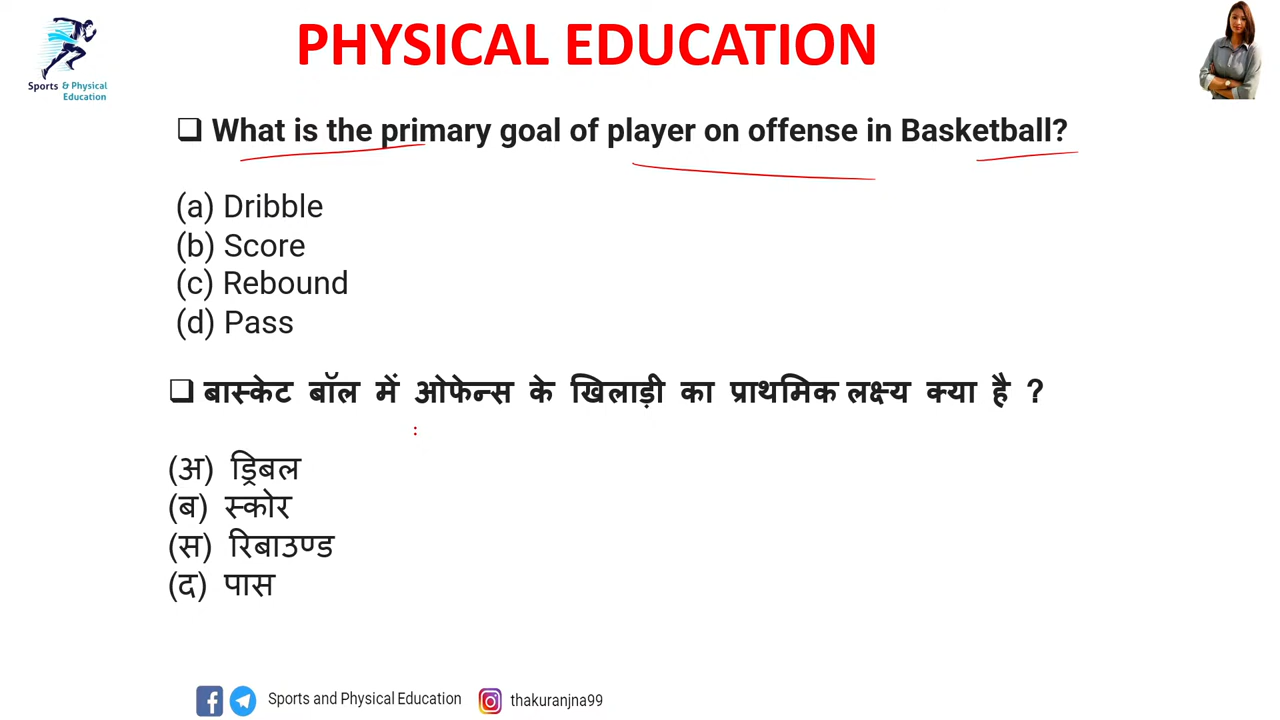 PHYSICAL EDUCATION
Sports & Physical
Education
❑ What is the primary goal of player on offense in Basketball?
(a) Dribble
(b) Score
(c) Rebound
(d) Pass
❑ बास्केट बॉल में ओफेन्स के खिलाड़ी का प्राथमिक लक्ष्य क्या है ?
(अ) ड्रिबल
(ब) स्कोर
(स) रिबाउण्ड
(द) पास
Sports and Physical Education thakuranjna99